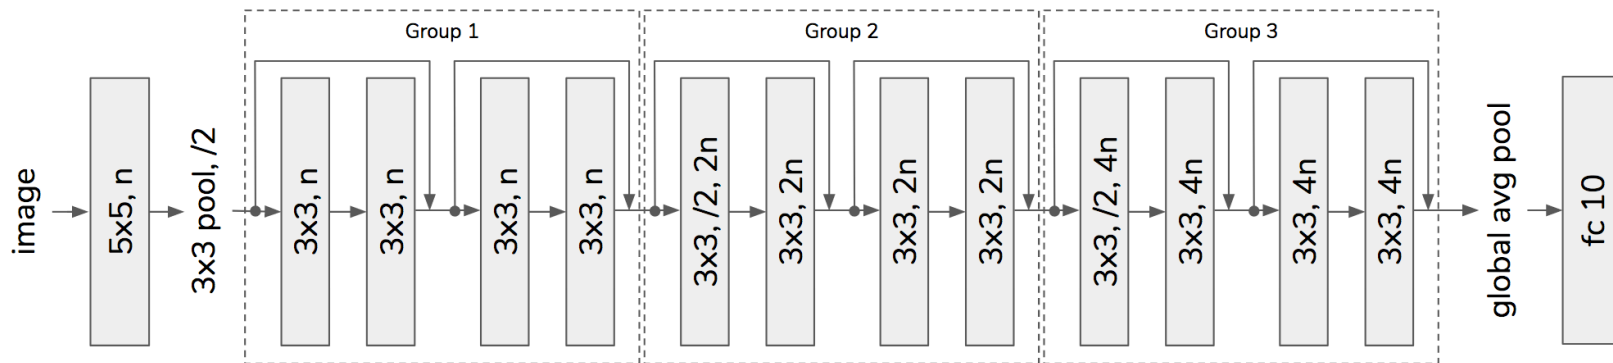 Group 1
Group 2
Group 3
image
5x5, n
3x3 pool, /2
3x3, n
3x3, n
3x3, n
3x3, n
3x3, /2, 2n
3x3, 2n
3x3, 2n
3x3, 2n
3x3, /2, 4n
3x3, 4n
3x3, 4n
3x3, 4n
global avg pool
fc 10